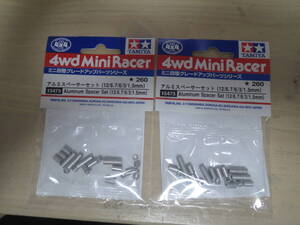 TAMIYA
4wd Mini Racer
ミニ四駆グレードアップパーツシリーズ
★ 260
アルミスペーサーセット (12/6.7/6/3/1.5mm)
15475 Aluminum Spacer Set (12/6.7/6/3/1.5mm)
TAMIYA
4wd Mini Racer
ミニ四駆グレードアップパーツシリーズ
★ 260
アルミスペーサーセット (12/6.7/6/3/1.5mm)
15475 Aluminum Spacer Set (12/6.7/6/3/1.5mm)